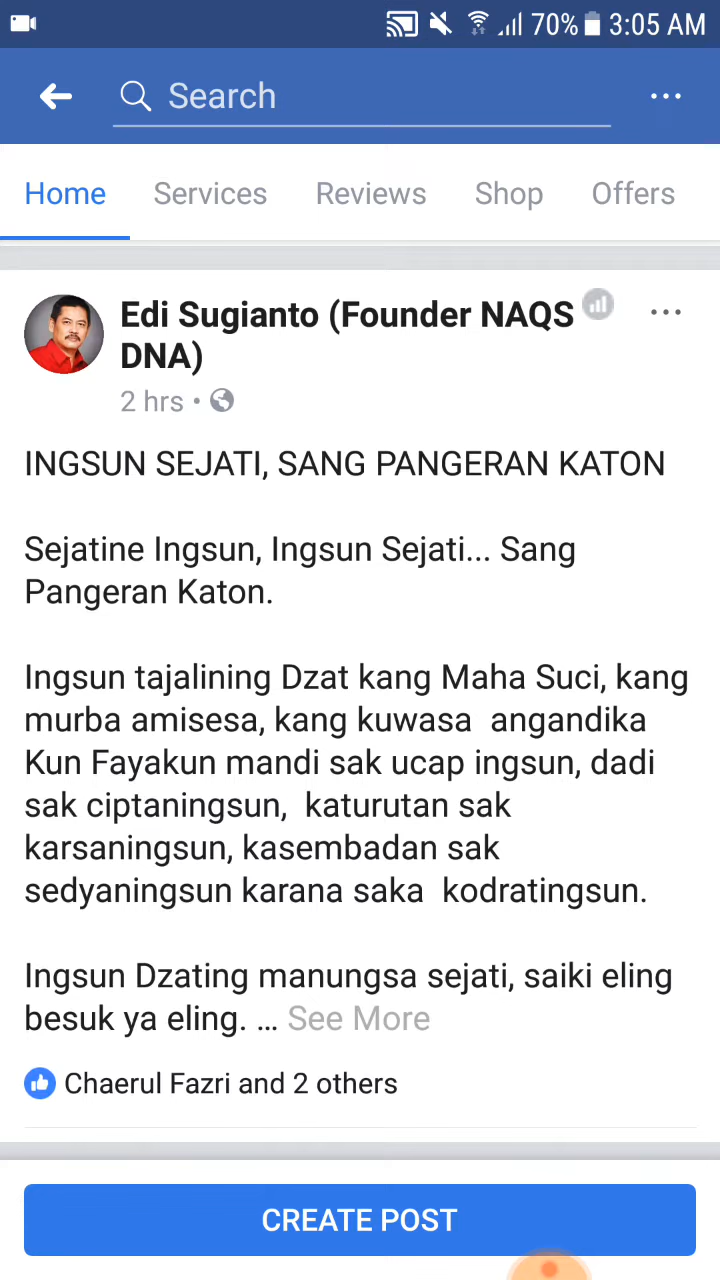 70% 3:05 AM
Search
Home Services Reviews Shop Offers
Edi Sugianto (Founder NAQS
DNA)
2 hrs •
INGSUN SEJATI, SANG PANGERAN KATON
Sejatine Ingsun, Ingsun Sejati... Sang
Pangeran Katon.
Ingsun tajalining Dzat kang Maha Suci, kang
murba amisesa, kang kuwasa  angandika
Kun Fayakun mandi sak ucap ingsun, dadi
sak ciptaningsun,  katurutan sak
karsaningsun, kasembadan sak
sedyaningsun karana saka  kodratingsun.
Ingsun Dzating manungsa sejati, saiki eling
besuk ya eling. ... See More
Chaerul Fazri and 2 others
CREATE POST